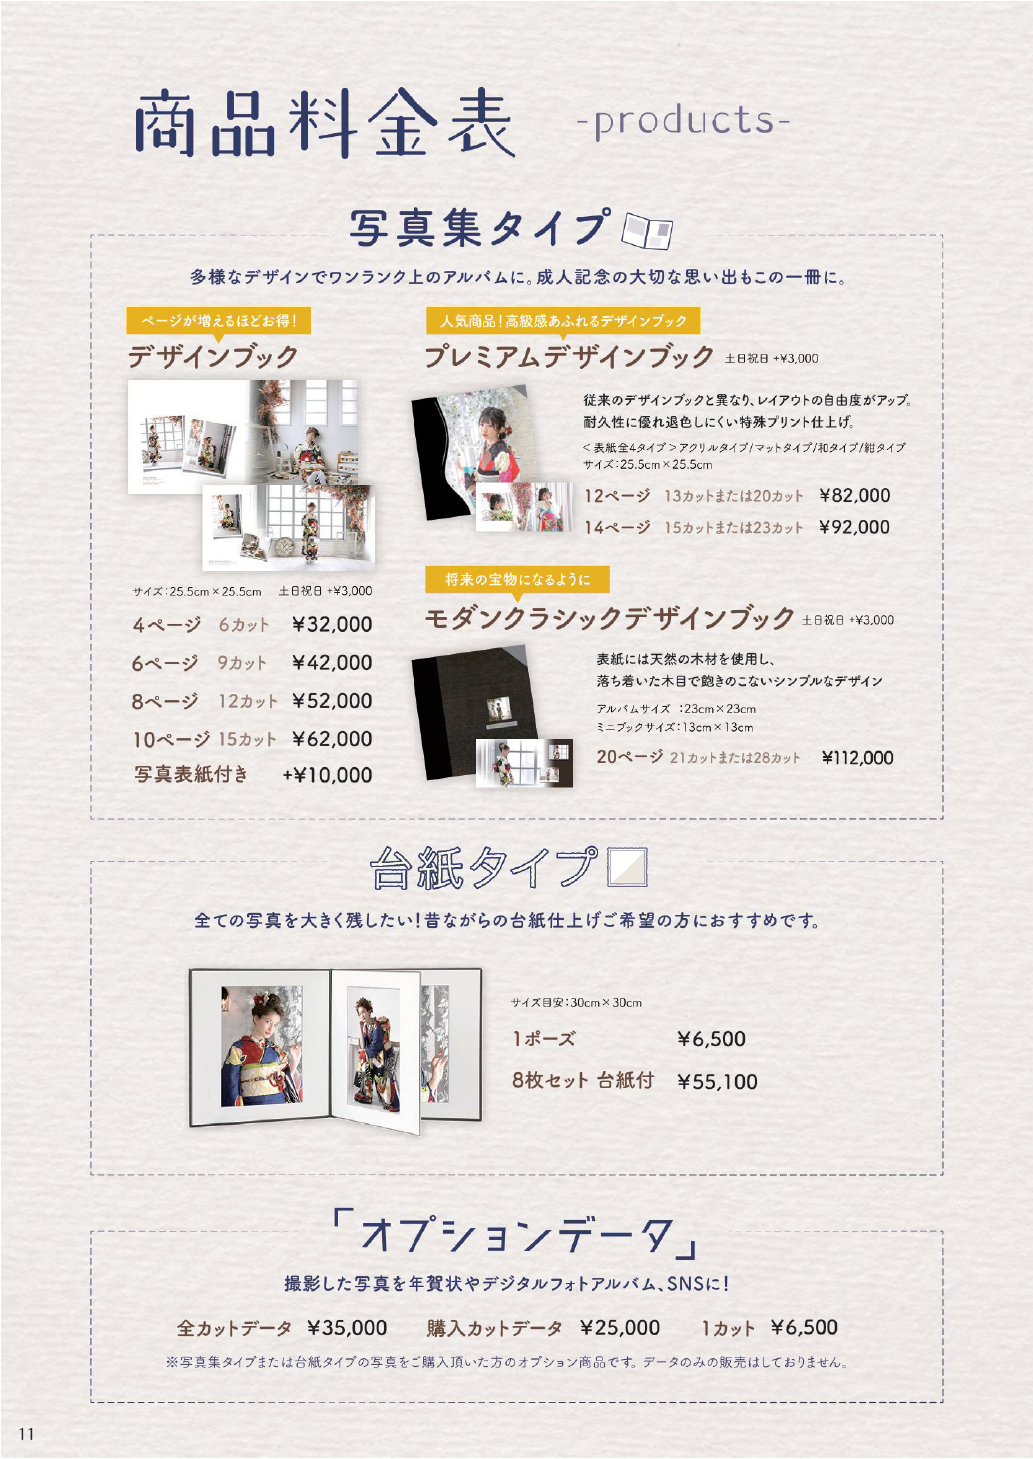 商品料金表 -products-
写真集タイプ
多様なデザインでワンランク上のアルバムに。成人記念の大切な思い出もこの一冊に。
ページが増えるほどお得！
デザインブック
サイズ：25.5cm×25.5cm 土日祝日 +¥3,000
4ページ 6カット ¥32,000
6ページ 9カット ¥42,000
8ページ 12カット ¥52,000
10ページ 15カット ¥62,000
写真表紙付き +¥10,000
人気商品！高級感あふれるデザインブック
プレミアムデザインブック 土日祝日 +¥3,000
従来のデザインブックと異なり、レイアウトの自由度がアップ。
耐久性に優れ退色しにくい特殊プリント仕上げ。
＜表紙全4タイプ＞アクリルタイプ/マットタイプ/和タイプ/紺タイプ
サイズ：25.5cm×25.5cm
12ページ 13カットまたは20カット ¥82,000
14ページ 15カットまたは23カット ¥92,000
将来の宝物になるように
モダンクラシックデザインブック 土日祝日 +¥3,000
表紙には天然の木材を使用し、
落ち着いた木目で飽きのこないシンプルなデザイン
アルバムサイズ ：23cm×23cm
ミニブックサイズ：13cm×13cm
20ページ 21カットまたは28カット ¥112,000
台紙タイプ
全ての写真を大きく残したい！昔ながらの台紙仕上げご希望の方におすすめです。
サイズ目安：30cm×30cm
1ポーズ ¥6,500
8枚セット 台紙付 ¥55,100
「オプションデータ」
撮影した写真を年賀状やデジタルフォトアルバム、SNSに！
全カットデータ ¥35,000 購入カットデータ ¥25,000 1カット ¥6,500
※写真集タイプまたは台紙タイプの写真をご購入頂いた方のオプション商品です。データのみの販売はしておりません。
11